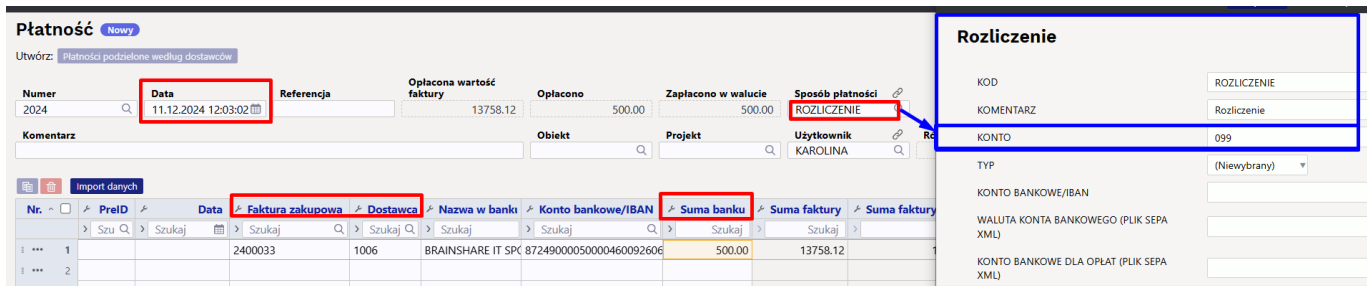 Płatność Nowy
Utwórz: Płatności podzielone według dostawców
Numer Data Referencja Opłacona wartość faktury Opłacono Zapłacono w walucie Sposób płatności
2024 11.12.2024 12:03:02 13758.12 500.00 500.00 ROZLICZENIE
Komentarz Obiekt Projekt Użytkownik
KAROLINA
Import danych
Nr. PreID Data Faktura zakupowa Dostawca Nazwa w banku Konto bankowe/IBAN Suma banku Suma faktury Suma faktury
Szu Szukaj Szukaj Szukaj Szukaj Szukaj Szukaj Szukaj
1 2400033 1006 BRAINSHARE IT SPÓ 87249000050000460092606 500.00 13758.12
2
Rozliczenie
KOD ROZLICZENIE
KOMENTARZ Rozliczenie
KONTO 099
TYP (Niewybrany)
KONTO BANKOWE/IBAN
WALUTA KONTA BANKOWEGO (PLIK SEPA
XML)
KONTO BANKOWE DLA OPŁAT (PLIK SEPA
XML)